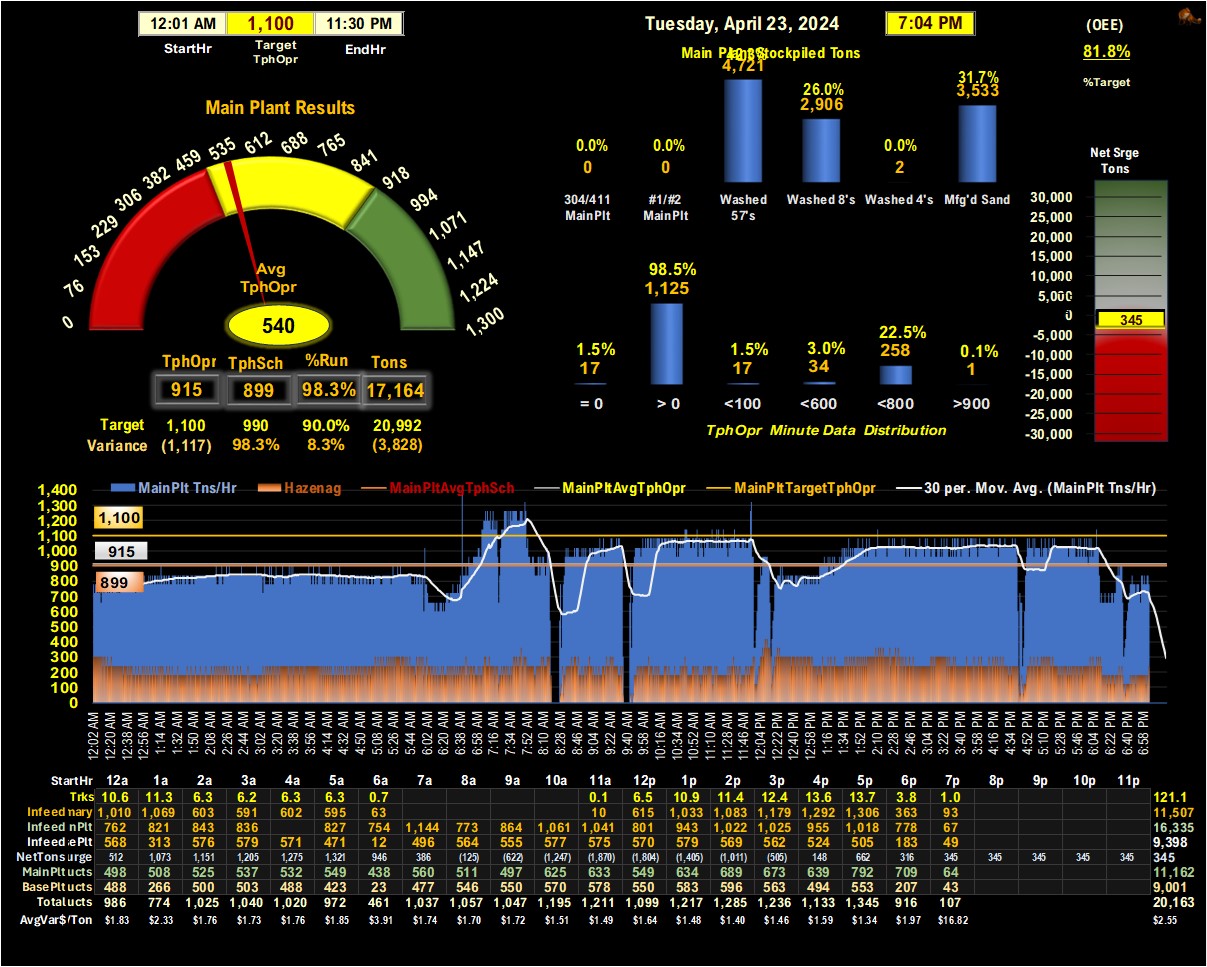 12:01 AM 1,100 11:30 PM
StartHr Target TphOpr EndHr
Tuesday, April 23, 2024 7:04 PM
(OEE)
81.8%
%Target
Main Plant Results
0 76 153 229 306 382 459 535 612 688 765 841 918 994 1,071 1,147 1,224 1,300
Avg
TphOpr
540
TphOpr TphSch %Run Tons
915 899 98.3% 17,164
Target 1,100 990 90.0% 20,992
Variance (1,117) 98.3% 8.3% (3,828)
Stockpiled Tons
0.0% 0.0% 26.0% 0.0% 31.7%
0 0 4,721 2,906 2 3,533
304/411 #1/#2 Washed Washed 8's Washed 4's Mfg'd Sand
MainPlt MainPlt 57's
1.5% 98.5% 1.5% 3.0% 22.5% 0.1%
17 1,125 17 34 258 1
= 0 > 0 <100 <600 <800 >900
TphOpr Minute Data Distribution
Net Srge
Tons
30,000
25,000
20,000
15,000
10,000
5,000
0
345
-5,000
-10,000
-15,000
-20,000
-25,000
-30,000
MainPlt Tns/Hr Hazenag MainPltAvgTphSch MainPltAvgTphOpr MainPltTargetTphOpr 30 per. Mov. Avg. (MainPlt Tns/Hr)
1,400
1,300
1,200
1,100
1,000
900
800
700
600
500
400
300
200
100
0
1,100
915
899
12:02 AM 12:20 AM 12:38 AM 12:56 AM 1:14 AM 1:32 AM 1:50 AM 2:08 AM 2:26 AM 2:44 AM 3:02 AM 3:20 AM 3:38 AM 3:56 AM 4:14 AM 4:32 AM 4:50 AM 5:08 AM 5:26 AM 5:44 AM 6:02 AM 6:20 AM 6:38 AM 6:58 AM 7:16 AM 7:34 AM 7:52 AM 8:10 AM 8:28 AM 8:46 AM 9:04 AM 9:22 AM 9:40 AM 9:58 AM 10:16 AM 10:34 AM 10:52 AM 11:10 AM 11:28 AM 11:46 AM 12:04 PM 12:22 PM 12:40 PM 12:58 PM 1:16 PM 1:34 PM 1:52 PM 2:10 PM 2:28 PM 2:46 PM 3:04 PM 3:22 PM 3:40 PM 3:58 PM 4:16 PM 4:34 PM 4:52 PM 5:10 PM 5:28 PM 5:46 PM 6:04 PM 6:22 PM 6:40 PM 6:58 PM
StartHr 12a 1a 2a 3a 4a 5a 6a 7a 8a 9a 10a 11a 12p 1p 2p 3p 4p 5p 6p 7p 8p 9p 10p 11p
Trks 10.6 11.3 6.3 6.2 6.3 6.3 0.7 0.1 6.5 10.9 11.4 12.4 13.6 13.7 3.8 1.0 121.1
Infeed mary 1,010 1,069 603 591 602 595 63 10 615 1,033 1,083 1,179 1,292 1,306 363 93 11,507
Infeed nPlt 762 821 843 836 827 754 1,144 773 864 1,061 1,041 801 943 1,022 1,025 955 1,018 778 67 16,335
Infeed ePlt 568 313 576 579 571 471 12 496 564 555 577 575 570 577 565 562 524 505 183 49 9,398
NetTons urge 512 1,073 1,151 1,205 1,275 1,321 946 386 (125) (622) (1,247) (1,870) (1,804) (1,405) (1,011) (505) 148 662 316 345 345 345 345 345 345
MainPlt ucts 498 508 525 537 532 549 438 560 511 497 625 633 549 634 689 673 639 792 709 64 11,162
BasePlt ucts 488 266 500 503 488 423 23 477 546 550 570 578 550 583 596 563 494 553 207 43 9,001
Total ucts 986 774 1,025 1,040 1,020 972 461 1,037 1,057 1,047 1,195 1,211 1,099 1,217 1,285 1,236 1,133 1,345 916 107 20,163
AvgVar$/Ton $1.83 $2.33 $1.76 $1.73 $1.76 $1.85 $3.91 $1.74 $1.70 $1.72 $1.51 $1.49 $1.64 $1.48 $1.40 $1.46 $1.59 $1.34 $1.97 $16.82 $2.55